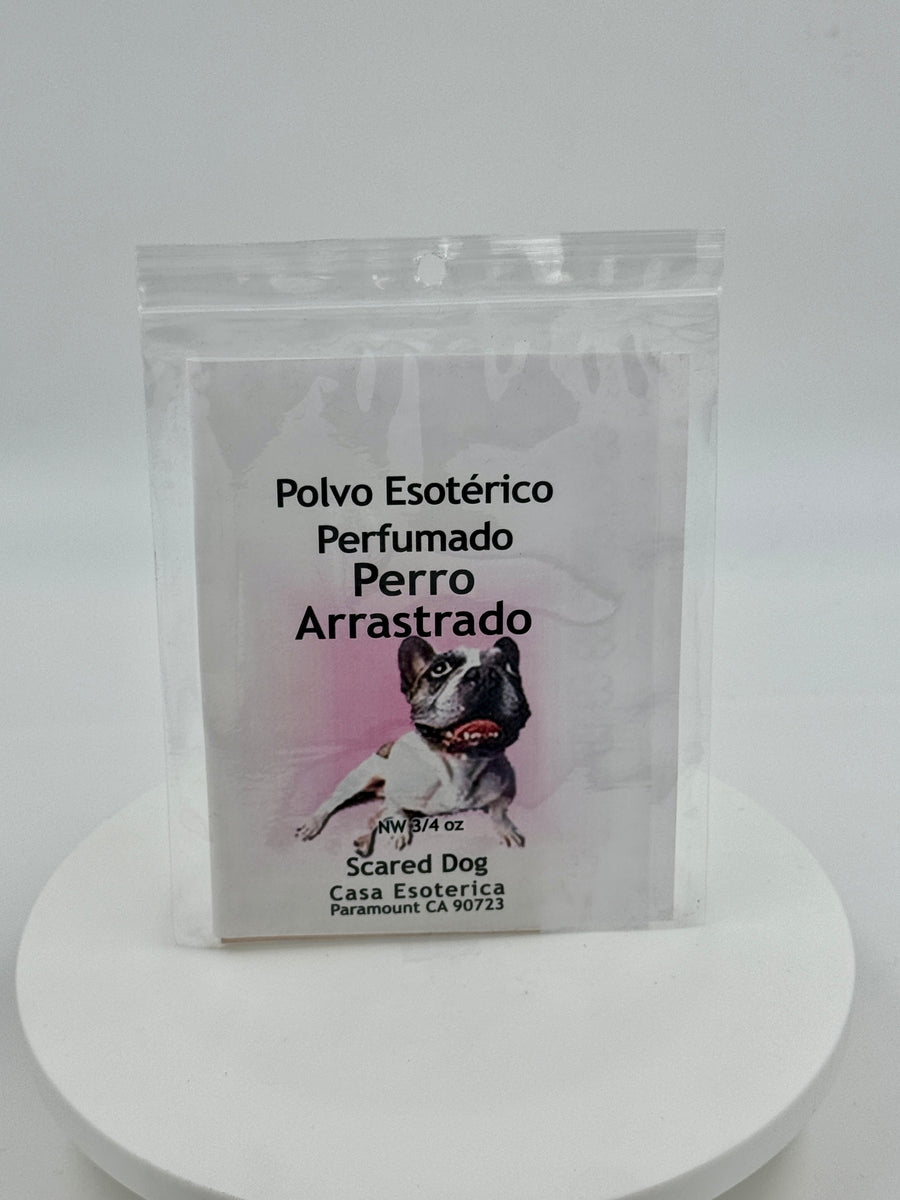 Polvo Esotérico
Perfumado
Perro
Arrastrado
NW 3/4 oz
Scared Dog
Casa Esoterica
Paramount CA 90723